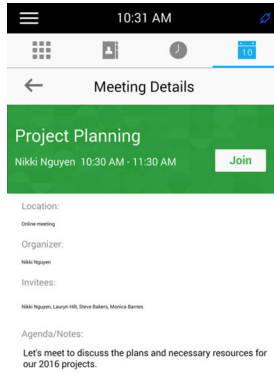 10:31 AM
10
Meeting Details
Project Planning
Nikki Nguyen 10:30 AM - 11:30 AM
Join
Location:
Online meeting
Organizer:
Nikki Nguyen
Invitees:
Nikki Nguyen, Lauryn Hilt, Steve Bakers, Monica Barnes
Agenda/Notes:
Let's meet to discuss the plans and necessary resources for
our 2016 projects.